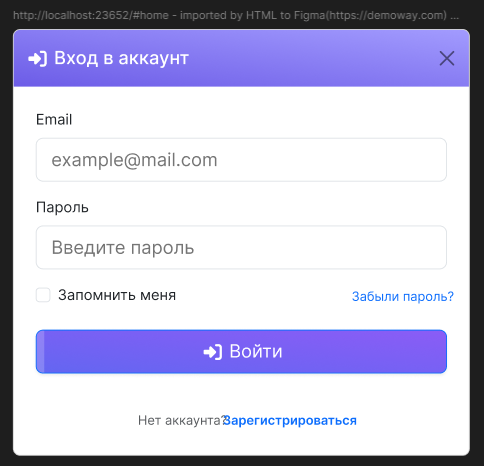 http://localhost:23652/#home - imported by HTML to Figma(https://demoway.com) ...
Вход в аккаунт
Email
example@mail.com
Пароль
Введите пароль
Запомнить меня Забыли пароль?
Войти
Нет аккаунта?Зарегистрироваться